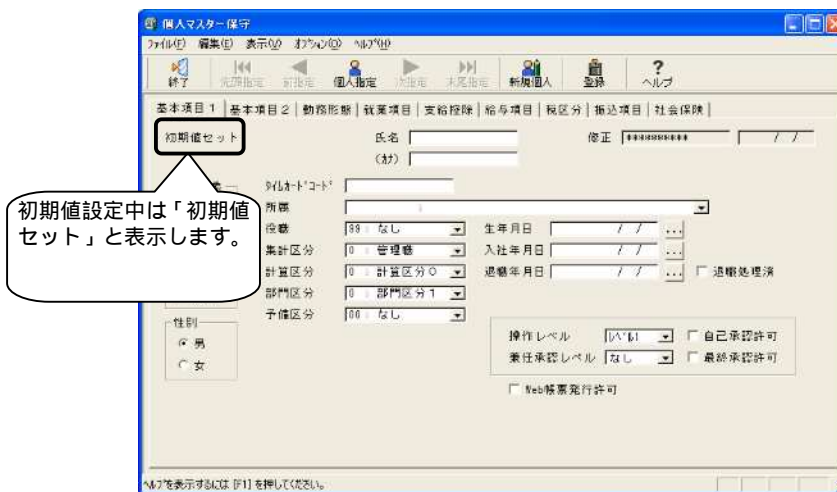 個人マスター保守
ファイル(F) 編集(E) 表示(V) オプション(O) ヘルプ(H)
終了 先頭指定 前指定 個人指定 次指定 末尾指定 新規個人 登録 ヘルプ
基本項目1 基本項目2 勤務形態 就業項目 支給控除 給与項目 税区分 振込項目 社会保険
初期値セット 氏名 修正 ********** / /
(カナ)
タイムカードコード
初期値設定中は「初期値
セット」と表示します。
所属
役職 99 : なし 生年月日 / / ...
集計区分 0 : 管理職 入社年月日 / / ...
計算区分 0 : 計算区分0 退職年月日 / / ... 退職処理済
部門区分 0 : 部門区分1
予備区分 00 : なし
性別
男
女
操作レベル レベル1 自己承認許可
兼任承認レベル なし 最終承認許可
Web帳票発行許可
ヘルプを表示するには [F1] を押してください。